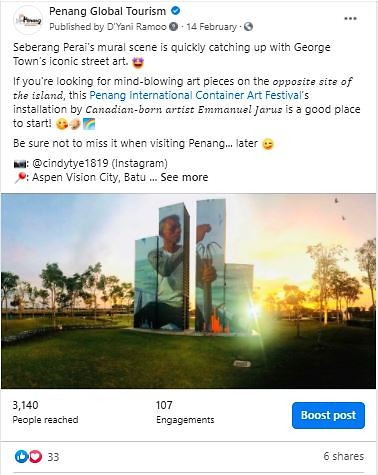 Penang Global Tourism
Published by D'Yani Ramoo · 14 February ·
Seberang Perai's mural scene is quickly catching up with George
Town's iconic street art. 🤩
If you're looking for mind-blowing art pieces on the 𝑜𝑝𝑝𝑜𝑠𝑖𝑡𝑒 𝑠𝑖𝑡𝑒 𝑜𝑓
𝑡ℎ𝑒 𝑖𝑠𝑙𝑎𝑛𝑑, this Penang International Container Art Festival's
installation by 𝐶𝑎𝑛𝑎𝑑𝑖𝑎𝑛-𝑏𝑜𝑟𝑛 𝑎𝑟𝑡𝑖𝑠𝑡 𝐸𝑚𝑚𝑎𝑛𝑢𝑒𝑙 𝐽𝑎𝑟𝑢𝑠 is a good place
to start! 😋👌🌈
Be sure not to miss it when visiting Penang... later 😉
📷: @cindytye1819 (Instagram)
📍: Aspen Vision City, Batu ... See more
3,140
People reached
107
Engagements
Boost post
33
6 shares